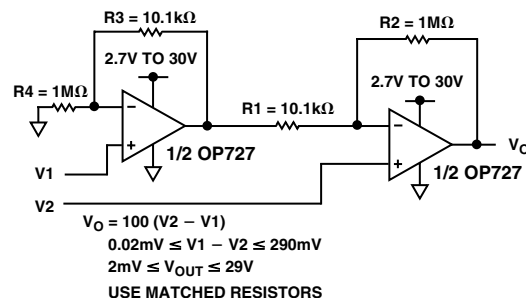 R3 = 10.1kΩ
R2 = 1MΩ
2.7V TO 30V
2.7V TO 30V
R4 = 1MΩ
R1 = 10.1kΩ
−
+
−
+
V1
1/2 OP727
VO
1/2 OP727
V2
VO = 100 (V2 − V1)
0.02mV ≤ V1 − V2 ≤ 290mV
2mV ≤ VOUT ≤ 29V
USE MATCHED RESISTORS